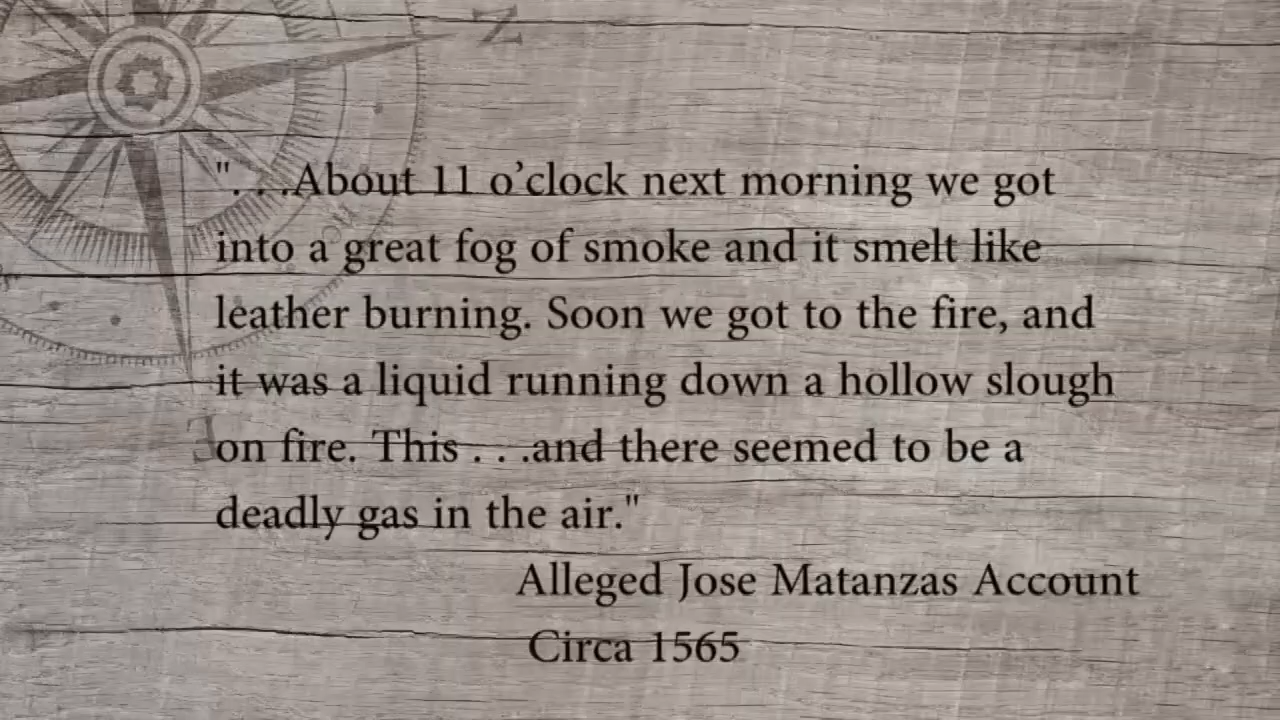 Z
". . .About 11 o’clock next morning we got
into a great fog of smoke and it smelt like
leather burning. Soon we got to the fire, and
it was a liquid running down a hollow slough
on fire. This . . .and there seemed to be a
deadly gas in the air."
Alleged Jose Matanzas Account
Circa 1565